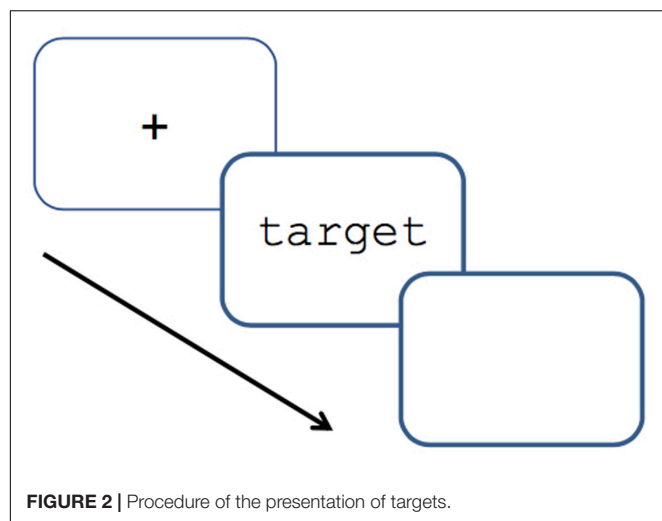 +
target
FIGURE 2 | Procedure of the presentation of targets.